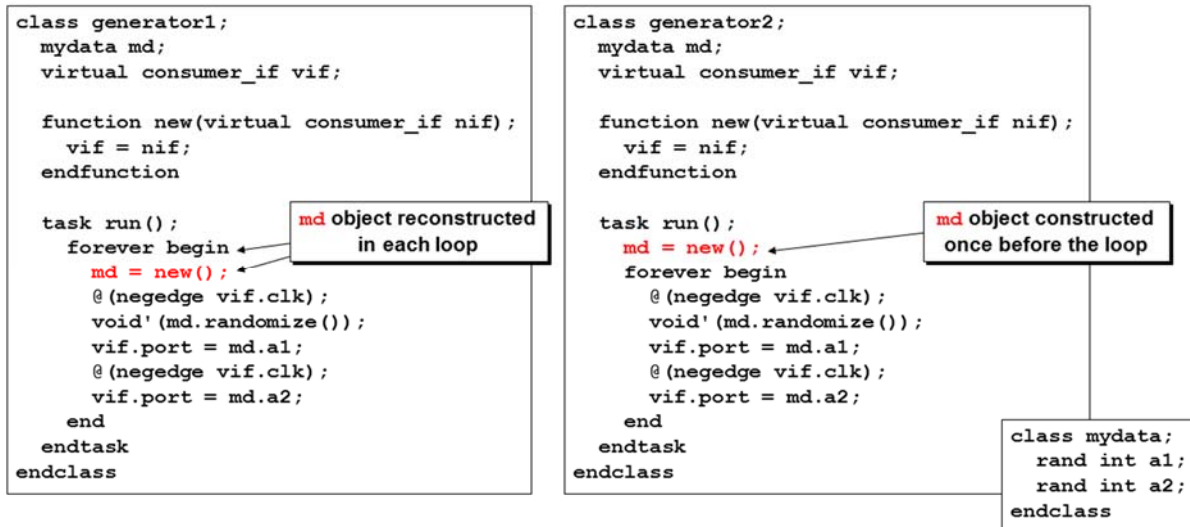 class generator1;
mydata md;
virtual consumer_if vif;
function new(virtual consumer_if nif);
vif = nif;
endfunction
task run();
forever begin
md = new();
@(negedge vif.clk);
void'(md.randomize());
vif.port = md.a1;
@(negedge vif.clk);
vif.port = md.a2;
end
endtask
endclass
md object reconstructed
in each loop
class generator2;
mydata md;
virtual consumer_if vif;
function new(virtual consumer_if nif);
vif = nif;
endfunction
task run();
md = new();
forever begin
@(negedge vif.clk);
void'(md.randomize());
vif.port = md.a1;
@(negedge vif.clk);
vif.port = md.a2;
end
endtask
endclass
md object constructed
once before the loop
class mydata;
rand int a1;
rand int a2;
endclass